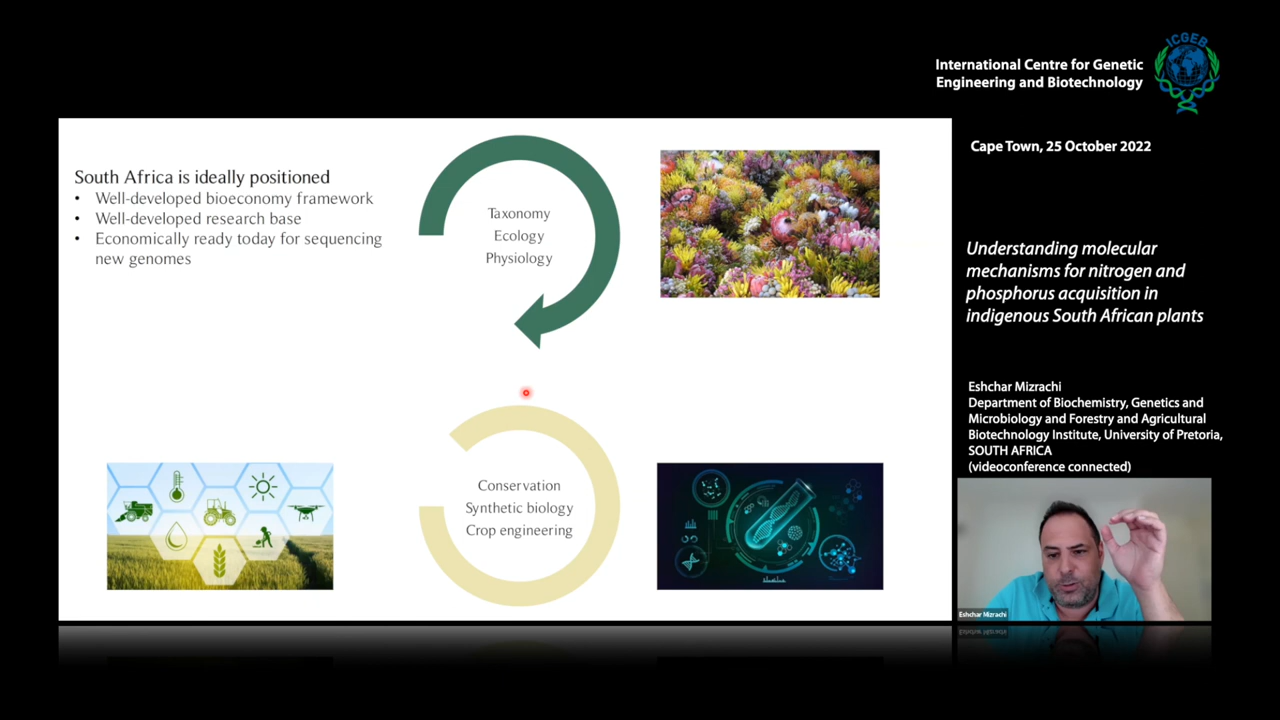 ICGEB
International Centre for Genetic
Engineering and Biotechnology
Cape Town, 25 October 2022
South Africa is ideally positioned
• Well-developed bioeconomy framework
• Well-developed research base
• Economically ready today for sequencing
new genomes
Taxonomy
Ecology
Physiology
Conservation
Synthetic biology
Crop engineering
Understanding molecular
mechanisms for nitrogen and
phosphorus acquisition in
indigenous South African plants
Eshchar Mizrachi
Department of Biochemistry, Genetics and
Microbiology and Forestry and Agricultural
Biotechnology Institute, University of Pretoria,
SOUTH AFRICA
(videoconference connected)
Eshchar Mizrachi